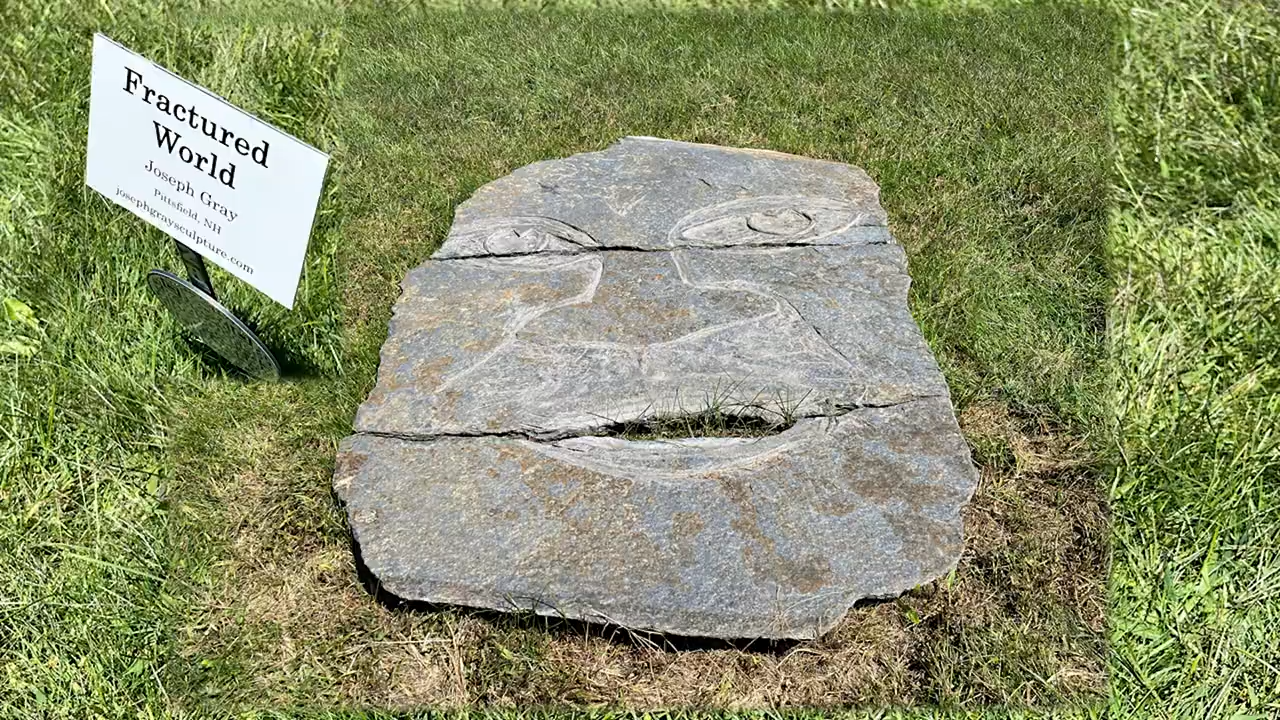 Fractured
World
Joseph Gray
Pittsfield, NH
josephgraysculpture.com